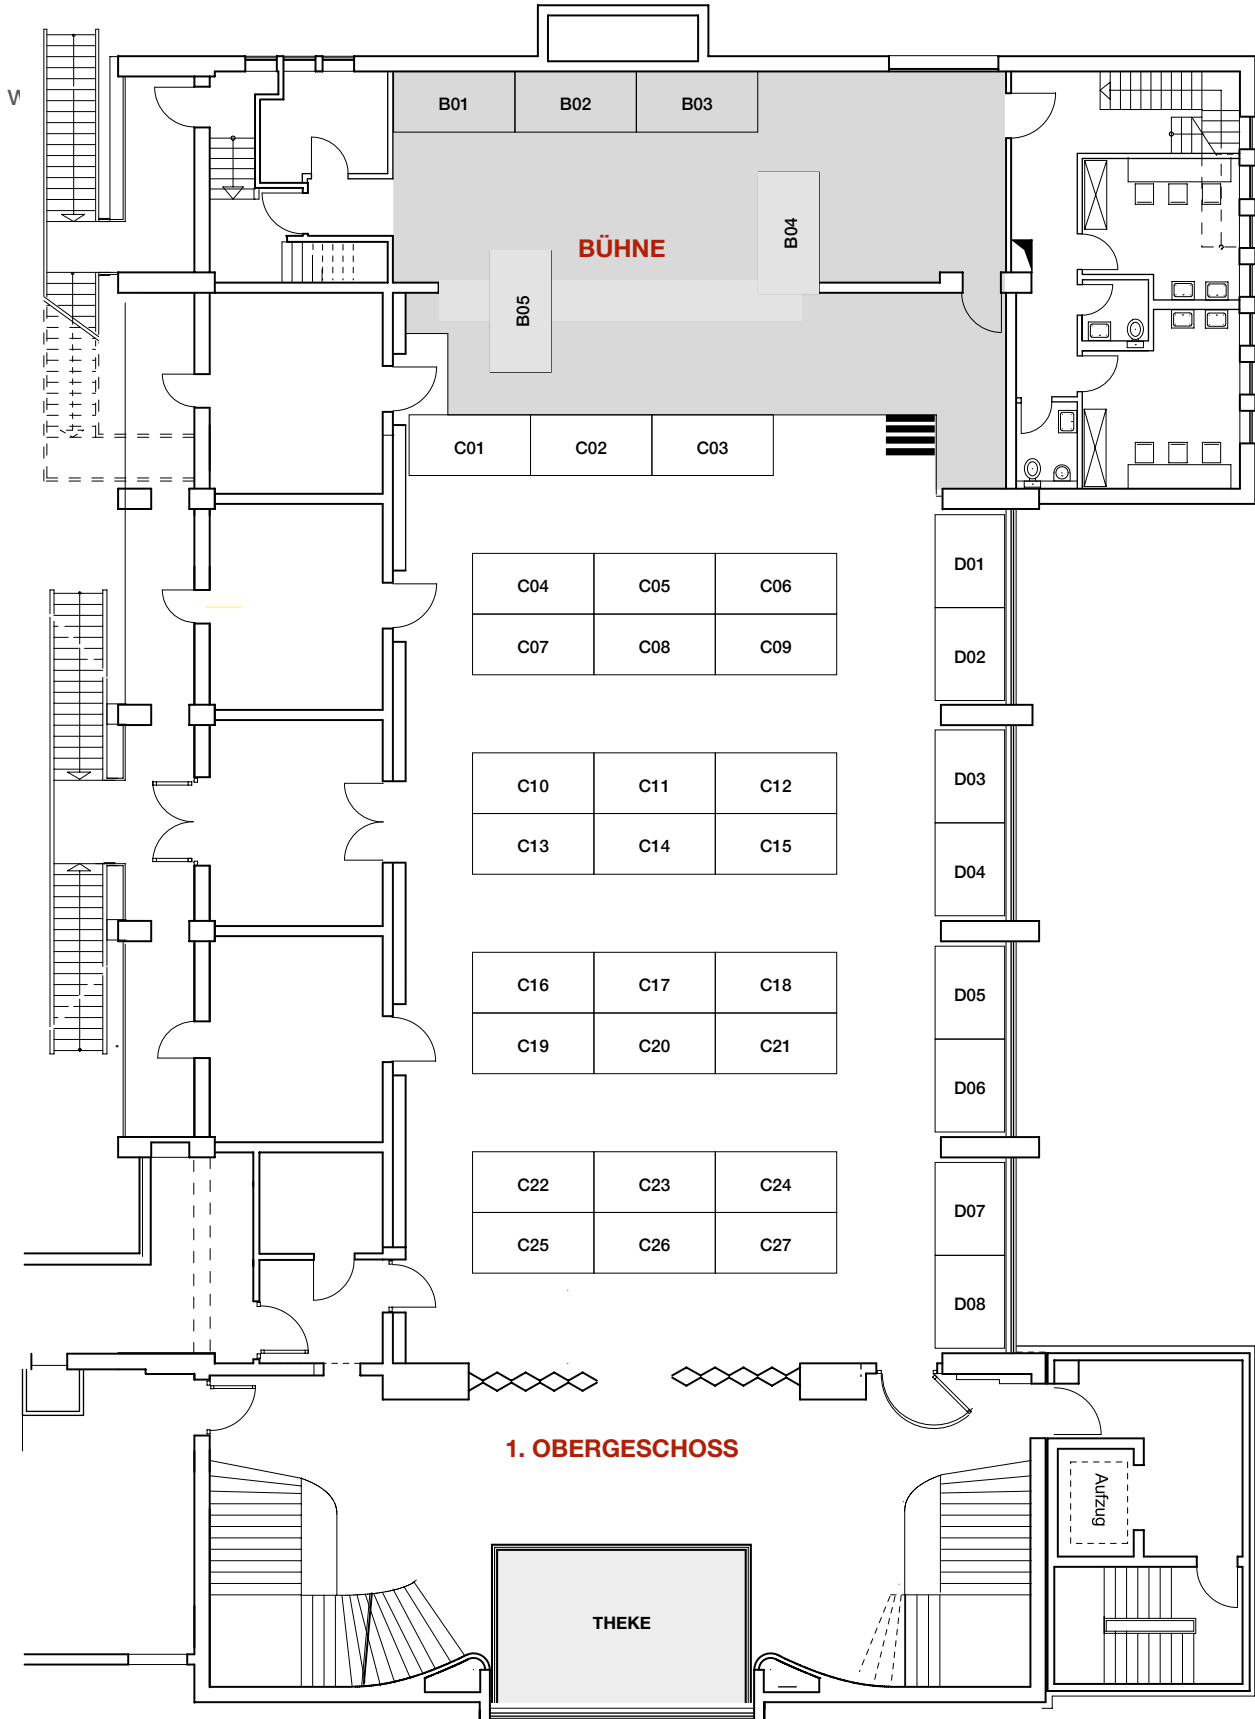 W
B01 B02 B03
B04
BÜHNE
B05
C01 C02 C03
D01
C04 C05 C06
C07 C08 C09
D02
D03
C10 C11 C12
C13 C14 C15
D04
C16 C17 C18
D05
C19 C20 C21
D06
C22 C23 C24
D07
C25 C26 C27
D08
1. OBERGESCHOSS
Aufzug
THEKE